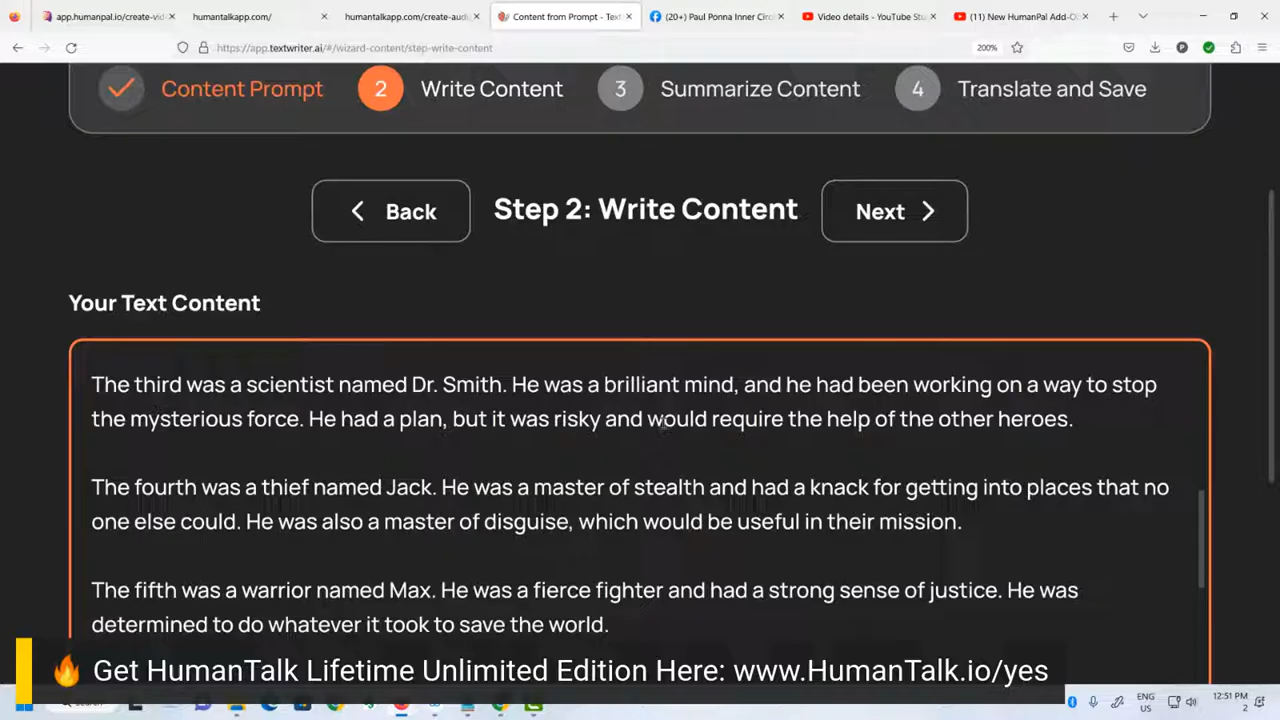 app.humanpal.io/create-vid
humantalkapp.com/
humantalkapp.com/create-audi
Content from Prompt - Text
(20+) Paul Ponna Inner Circl
Video details - YouTube Stu
(11) New HumanPal Add-O
https://app.textwriter.ai/#/wizard-content/step-write-content
200%
Content Prompt
2 Write Content
3 Summarize Content
4 Translate and Save
Back
Step 2: Write Content
Next
Your Text Content
The third was a scientist named Dr. Smith. He was a brilliant mind, and he had been working on a way to stop
the mysterious force. He had a plan, but it was risky and would require the help of the other heroes.
The fourth was a thief named Jack. He was a master of stealth and had a knack for getting into places that no
one else could. He was also a master of disguise, which would be useful in their mission.
The fifth was a warrior named Max. He was a fierce fighter and had a strong sense of justice. He was
determined to do whatever it took to save the world.
🔥 Get HumanTalk Lifetime Unlimited Edition Here: www.HumanTalk.io/yes
ENG
US
12:51 PM